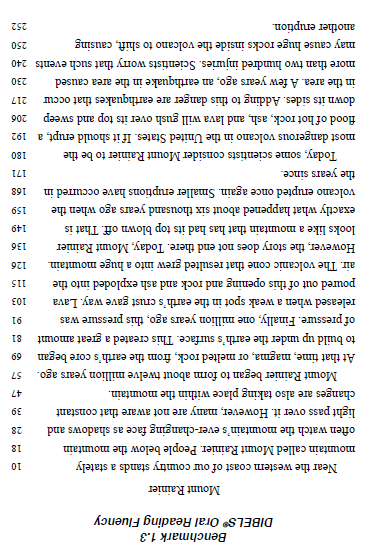 Benchmark 1.3
DIBELS® Oral Reading Fluency
Mount Rainier
Near the western coast of our country stands a stately 10
mountain called Mount Rainier. People below the mountain 18
often watch the mountain's ever-changing face as shadows and 28
light pass over it. However, many are not aware that constant 39
changes are also taking place within the mountain. 47
Mount Rainier began to form about twelve million years ago. 57
At that time, magma, or melted rock, from the earth's core began 69
to build up under the earth's surface. This created a great amount 81
of pressure. Finally, one million years ago, this pressure was 91
released when a weak spot in the earth's crust gave way. Lava 103
poured out of this opening and rock and ash exploded into the 115
air. The volcanic cone that resulted grew into a huge mountain. 126
However, the story does not end there. Today, Mount Rainier 136
looks like a mountain that has had its top blown off. That is 149
exactly what happened about six thousand years ago when the 159
volcano erupted once again. Smaller eruptions have occurred in 168
the years since. 171
Today, some scientists consider Mount Rainier to be the 180
most dangerous volcano in the United States. If it should erupt, a 192
flood of hot rock, ash, and lava will gush over its top and sweep 206
down its sides. Adding to this danger are earthquakes that occur 217
in the area. A few years ago, an earthquake in the area caused 230
more than two hundred injuries. Scientists worry that such events 240
may cause huge rocks inside the volcano to shift, causing 250
another eruption. 252